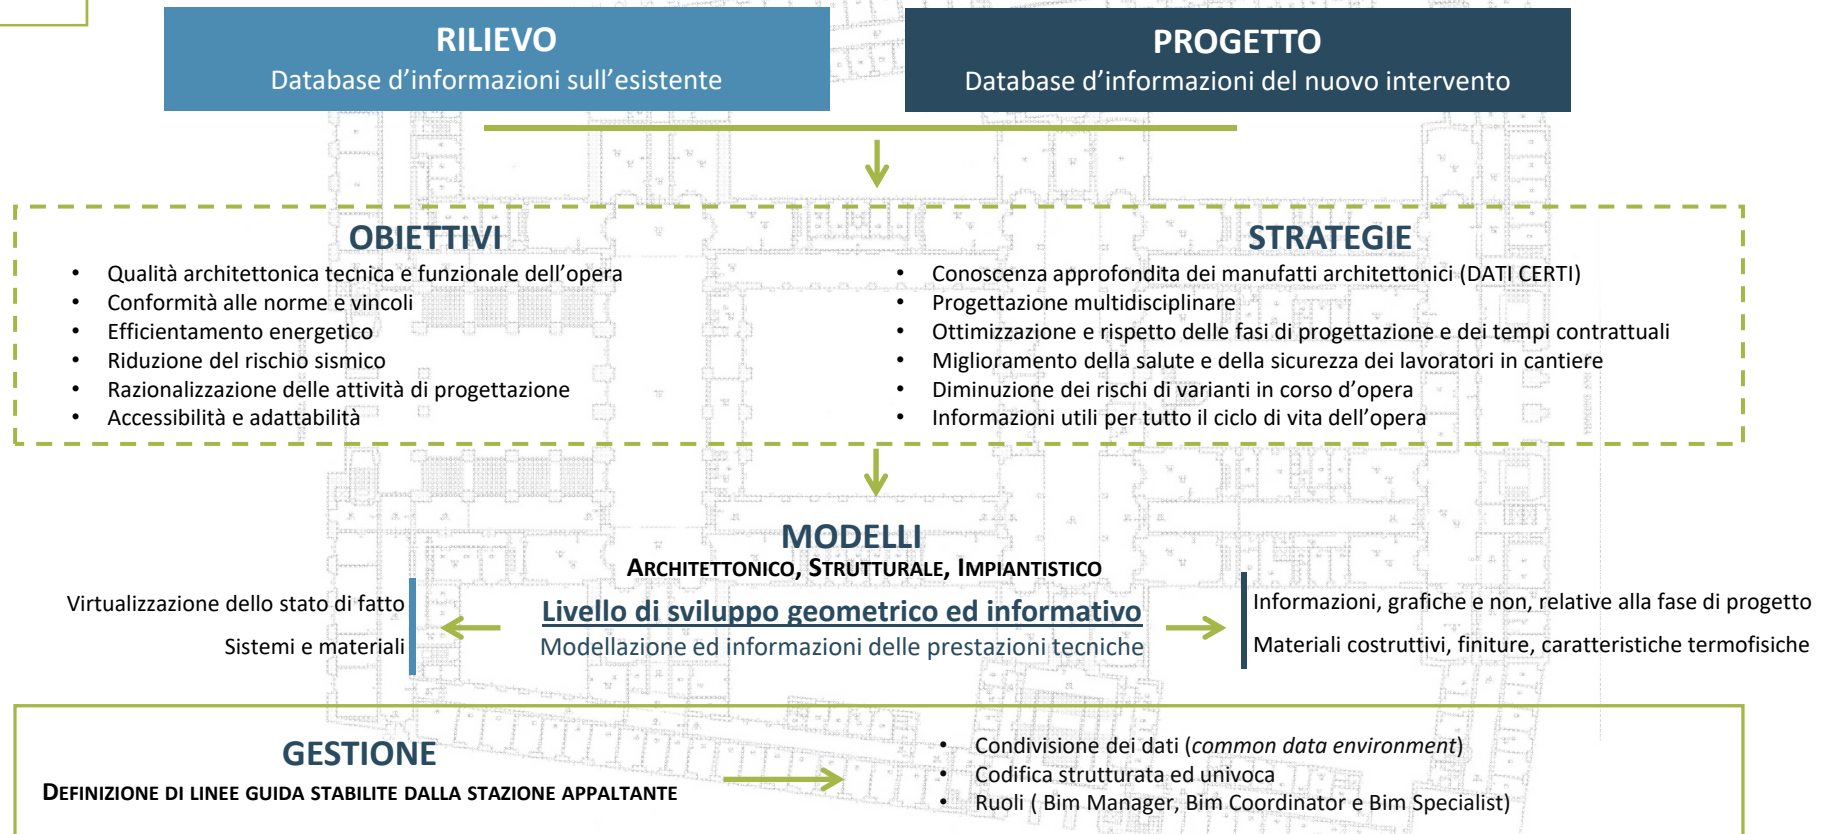 RILIEVO
Database d’informazioni sull’esistente
PROGETTO
Database d’informazioni del nuovo intervento
OBIETTIVI
• Qualità architettonica tecnica e funzionale dell’opera
• Conformità alle norme e vincoli
• Efficientamento energetico
• Riduzione del rischio sismico
• Razionalizzazione delle attività di progettazione
• Accessibilità e adattabilità
STRATEGIE
• Conoscenza approfondita dei manufatti architettonici (DATI CERTI)
• Progettazione multidisciplinare
• Ottimizzazione e rispetto delle fasi di progettazione e dei tempi contrattuali
• Miglioramento della salute e della sicurezza dei lavoratori in cantiere
• Diminuzione dei rischi di varianti in corso d’opera
• Informazioni utili per tutto il ciclo di vita dell’opera
MODELLI
Architettonico, Strutturale, Impiantistico
Livello di sviluppo geometrico ed informativo
Modellazione ed informazioni delle prestazioni tecniche
Virtualizzazione dello stato di fatto
Sistemi e materiali
Informazioni, grafiche e non, relative alla fase di progetto
Materiali costruttivi, finiture, caratteristiche termofisiche
GESTIONE
Definizione di linee guida stabilite dalla stazione appaltante
• Condivisione dei dati (common data environment)
• Codifica strutturata ed univoca
• Ruoli ( Bim Manager, Bim Coordinator e Bim Specialist)